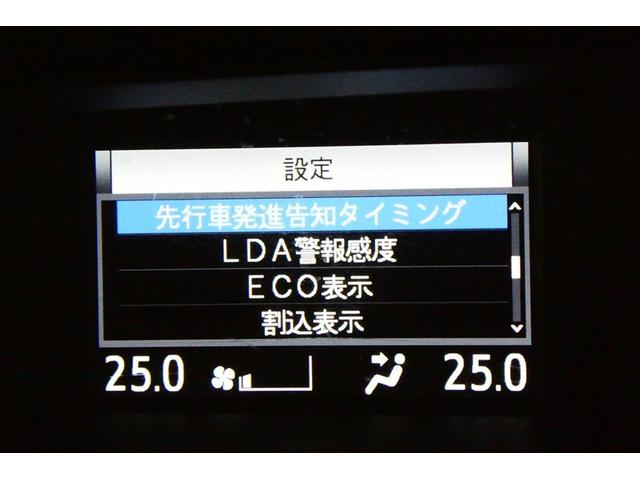 設定
先行車発進告知タイミング
LDA警報感度
ECO表示
割込表示
25.0 25.0